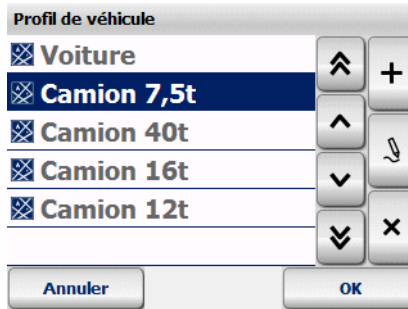 Profil de véhicule
Voiture
Camion 7,5t
Camion 40t
Camion 16t
Camion 12t
Annuler
OK